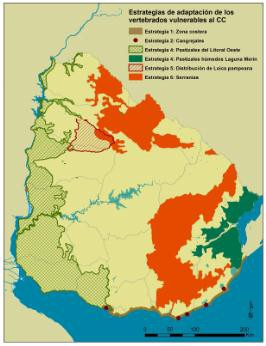 Estrategias de adaptación de los
vertebrados vulnerables al CC
Estrategia 1: Zona costera
Estrategia 2: Cangrejales
Estrategia 4: Pastizales del Litoral Oeste
Estrategia 4: Pastizales húmedos Laguna Merín
Estrategia 5: Distribución de Loica pampeana
Estrategia 6: Serranías
0 50 100 200
Km